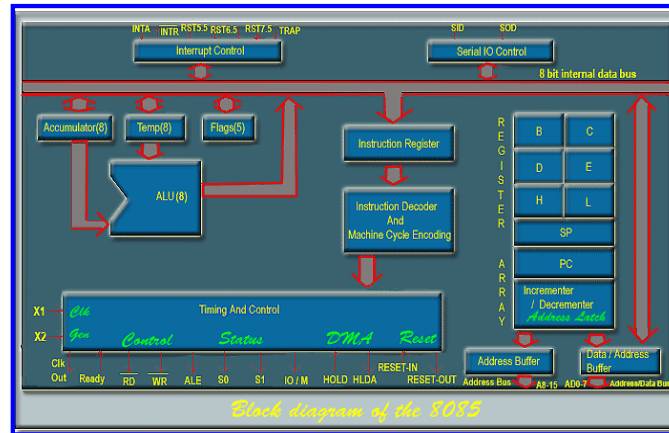 INTA INTR RST5.5 RST6.5 RST7.5 TRAP
SID SOD
Interrupt Control
Serial IO Control
8 bit internal data bus
Accumulator(8)
Temp(8)
Flags(5)
Instruction Register
REGISTER ARRAY
B C
D E
H L
SP
PC
Incrementer
/ Decrementer
Address Latch
ALU(8)
Instruction Decoder
And
Machine Cycle Encoding
X1
Clk
Timing And Control
X2
Gen
Control Status DMA Reset
Clk
Out
Ready
RD
WR
ALE
S0
S1
IO / M
HOLD
HLDA
RESET-IN
RESET-OUT
Address Buffer
Data / Address
Buffer
Address Bus
A8-15
AD0-7
Address/Data Bus
Block diagram of the 8085